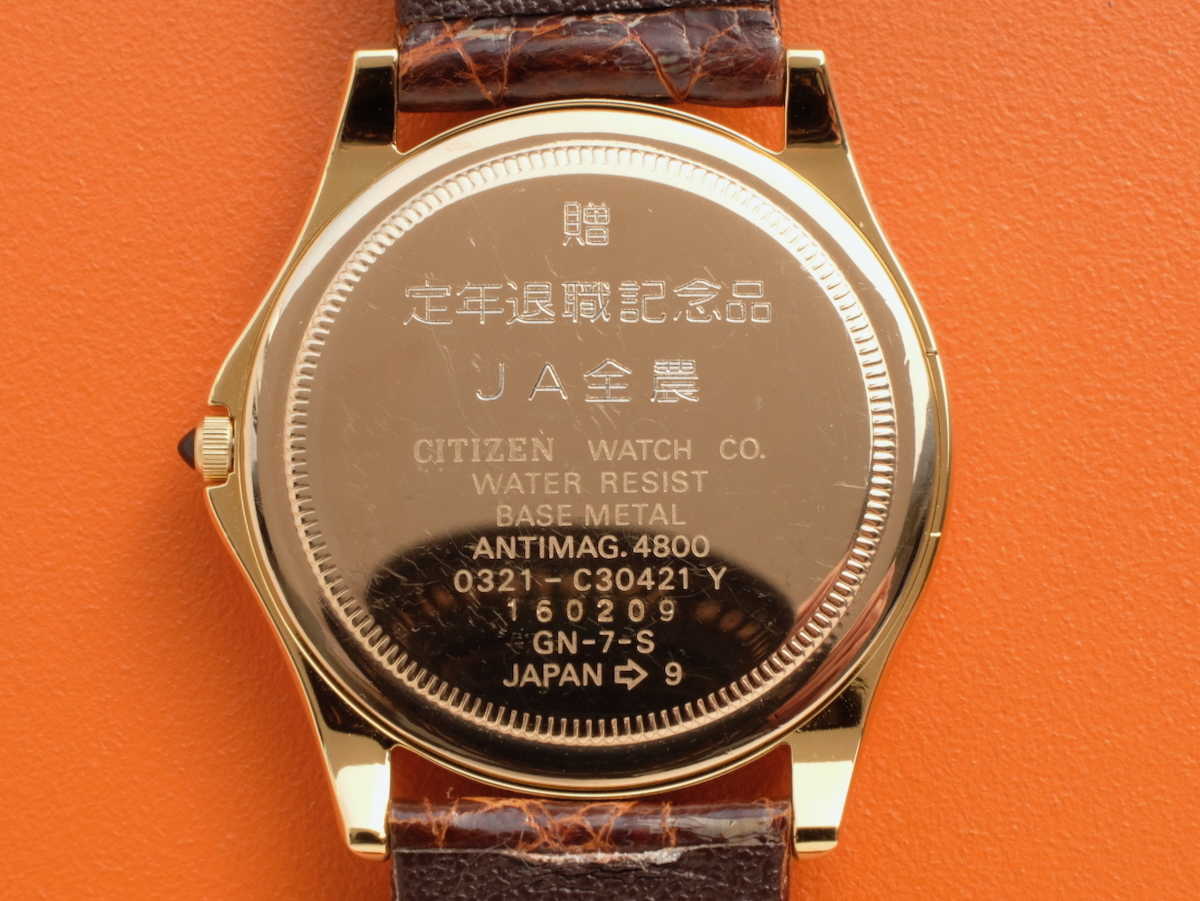 贈
定年退職記念品
JA全農
CITIZEN WATCH CO.
WATER RESIST
BASE METAL
ANTIMAG. 4800
0321-C30421 Y
160209
GN-7-S
JAPAN ⇨ 9